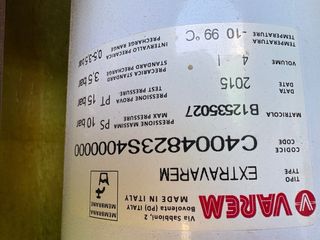 VAREM
Via Sabbioni, 2
Bovolenta (PD) ITALY
MADE IN ITALY
MEMBRANE
MEMBRANA
TIPO
TYPE
EXTRAVAREM
CODICE
CODE
C4004823S4000000
MATRICOLA
B12535027
DATA
DATE
2015
VOLUME
4 l
TEMPERATURA
TEMPERATURE
-10 99 °C
PRESSIONE MASSIMA
PS 10 bar
PRESSIONE PROVA
TEST PRESSURE
PT 15 bar
PRECARICA STANDARD
STANDARD PRECHARGE
3,5 bar
INTERVALLO PRECARICA
PRECHARGE RANGE
0,5-3,5 bar